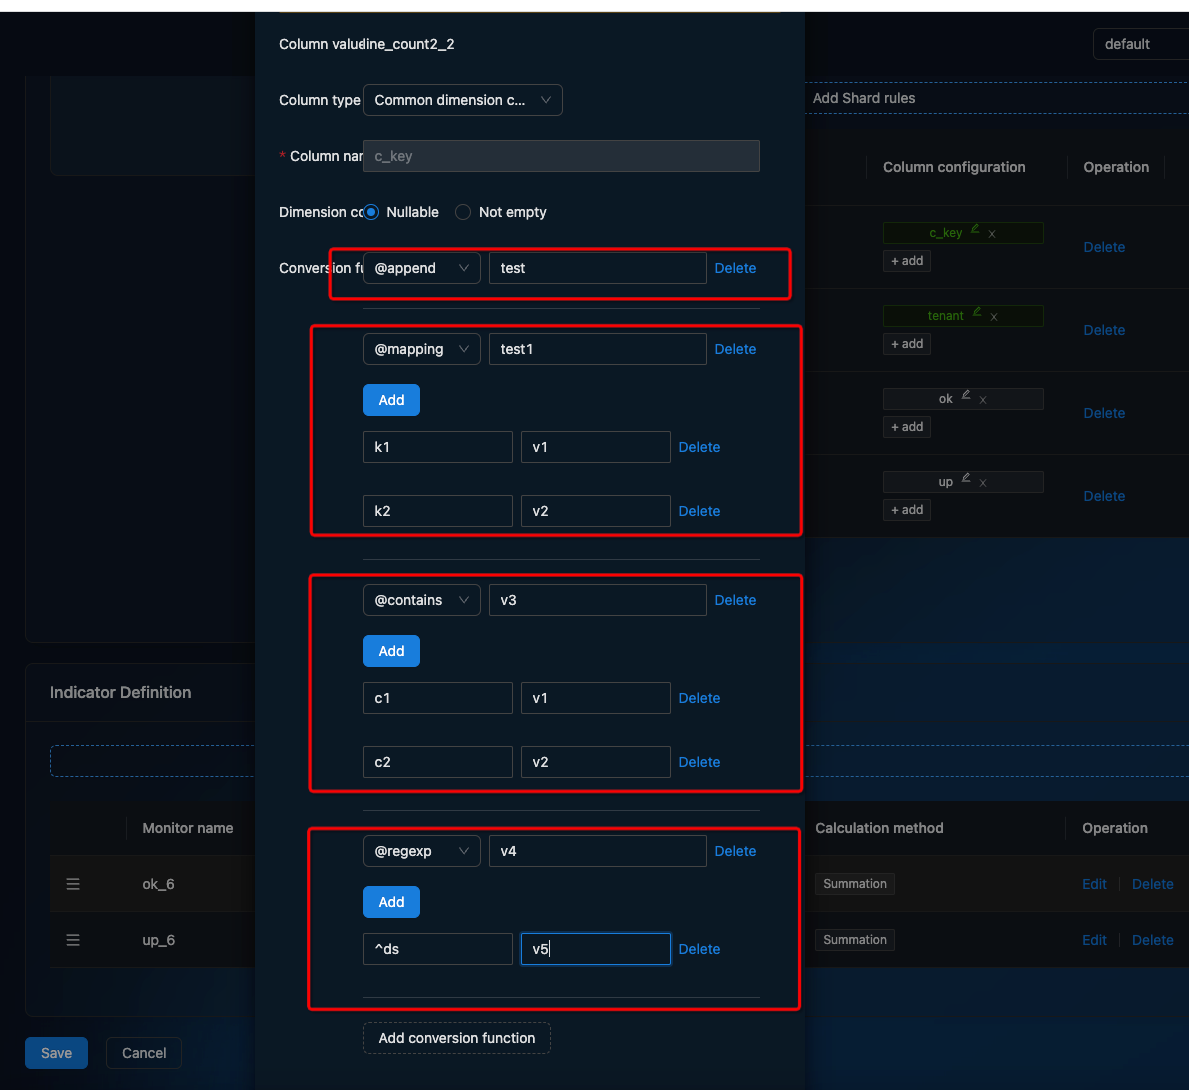 Column valueline_count2_2
default
Column type
Common dimension c...
Add Shard rules
* Column nar
c_key
Column configuration
Operation
Dimension co
Nullable
Not empty
c_key x
+ add
Delete
Conversion fu
@append
test
Delete
tenant x
+ add
Delete
@mapping
test1
Delete
Add
ok x
+ add
Delete
k1
v1
Delete
up x
+ add
Delete
k2
v2
Delete
@contains
v3
Delete
Add
c1
v1
Delete
Indicator Definition
c2
v2
Delete
Monitor name
Calculation method
Operation
@regexp
v4
Delete
ok_6
Summation
Edit
Delete
Add
up_6
Summation
Edit
Delete
^ds
v5
Delete
Add conversion function
Save
Cancel